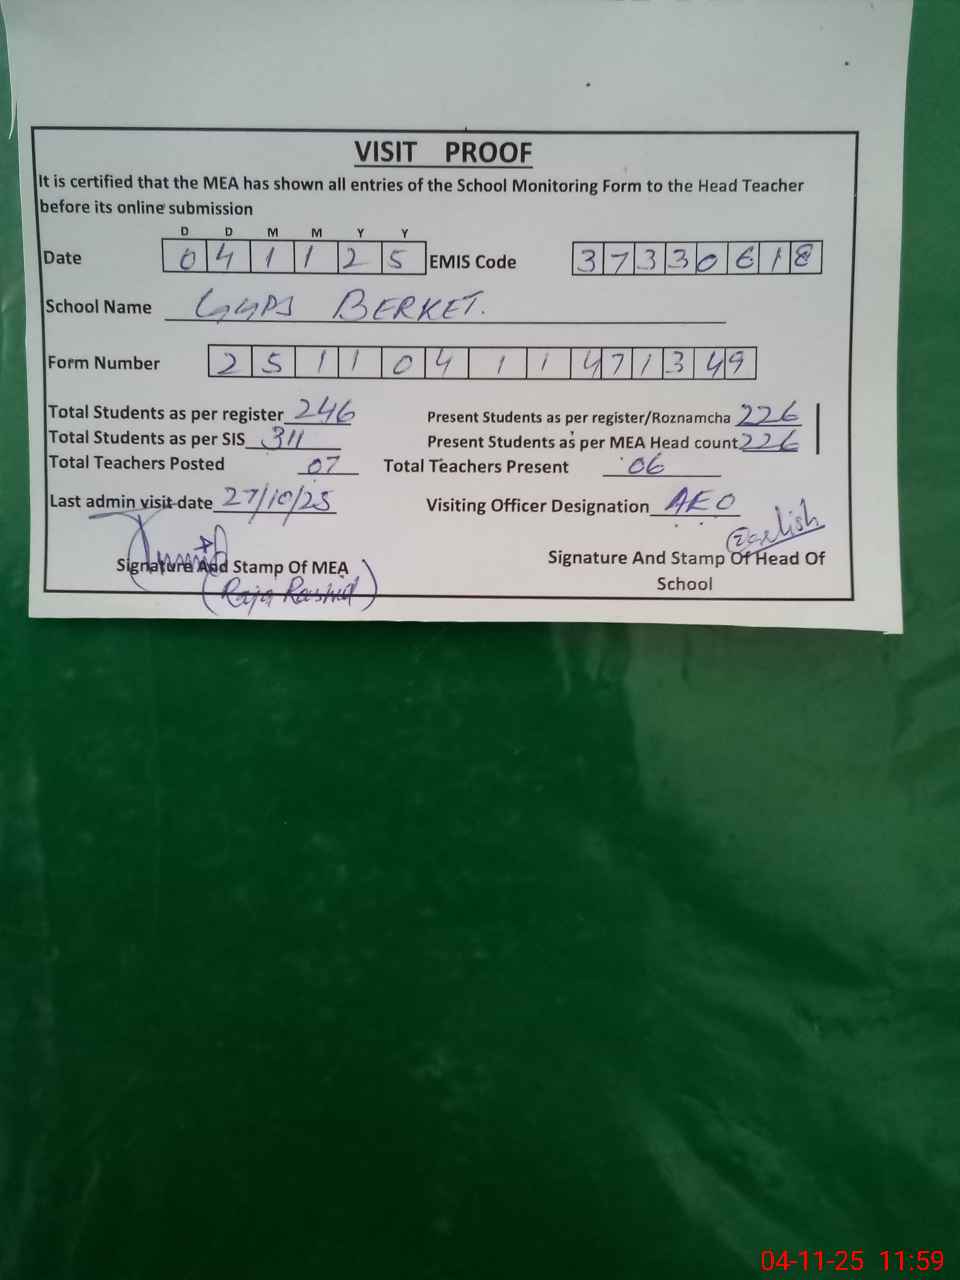 VISIT PROOF
It is certified that the MEA has shown all entries of the School Monitoring Form to the Head Teacher
before its online submission
D D M M Y Y
Date 0 4 1 1 2 5 EMIS Code 3 7 3 3 0 6 1 8
School Name GGPS BERKET.
Form Number 2 5 1 1 0 4 1 1 4 7 1 3 4 9
Total Students as per register 246 Present Students as per register/Roznamcha 226
Total Students as per SIS 311 Present Students as per MEA Head count 226
Total Teachers Posted 07 Total Teachers Present 06
Last admin visit date 27/10/25 Visiting Officer Designation AEO
Signature And Stamp Of MEA Signature And Stamp Of Head Of
School
(Raja Rashid)
04-11-25 11:59